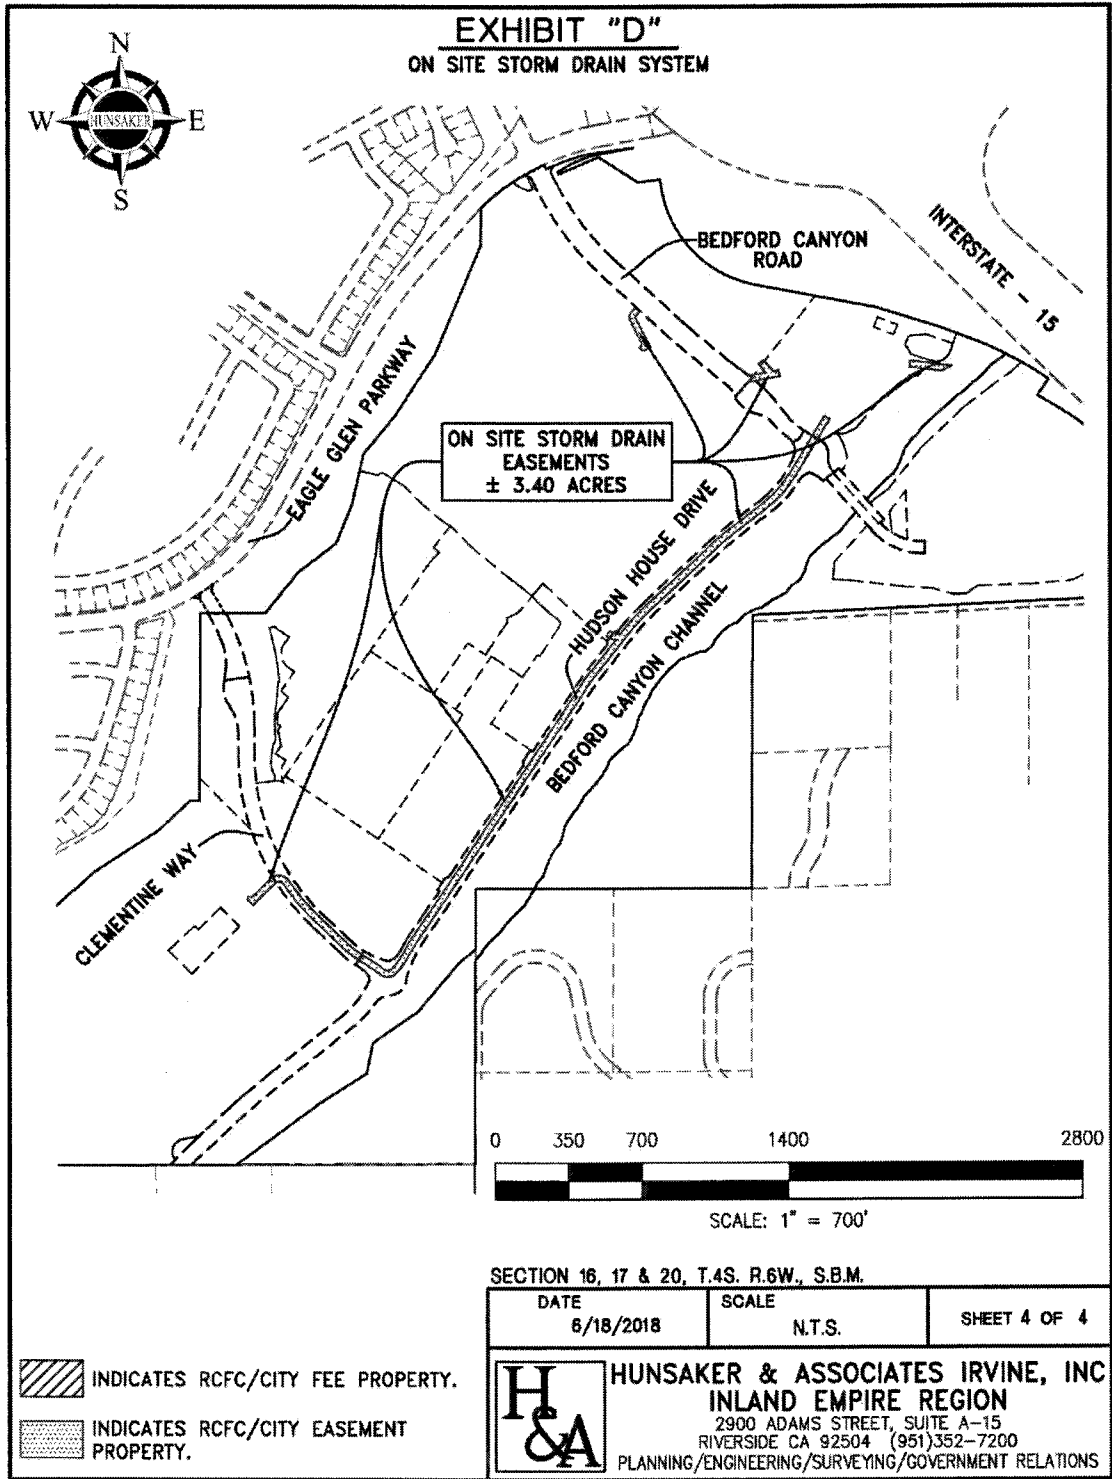 EXHIBIT "D"
ON SITE STORM DRAIN SYSTEM
N
W
HUNSAKER
E
S
INTERSTATE - 15
BEDFORD CANYON
ROAD
EAGLE GLEN PARKWAY
ON SITE STORM DRAIN
EASEMENTS
± 3.40 ACRES
HUDSON HOUSE DRIVE
BEDFORD CANYON CHANNEL
CLEMENTINE WAY
0 350 700 1400 2800
SCALE: 1" = 700'
SECTION 16, 17 & 20, T.4S. R.6W., S.B.M.
DATE
6/18/2018
SCALE
N.T.S.
SHEET 4 OF 4
INDICATES RCFC/CITY FEE PROPERTY.
INDICATES RCFC/CITY EASEMENT
PROPERTY.
H&A
HUNSAKER & ASSOCIATES IRVINE, INC
INLAND EMPIRE REGION
2900 ADAMS STREET, SUITE A-15
RIVERSIDE CA 92504 (951)352-7200
PLANNING/ENGINEERING/SURVEYING/GOVERNMENT RELATIONS